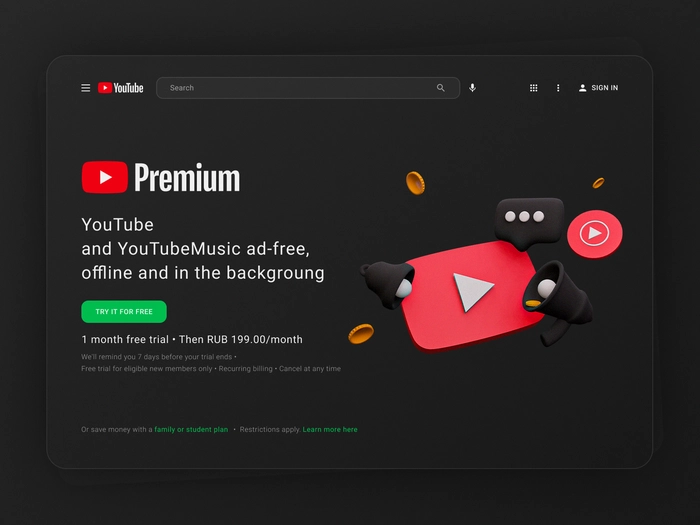 YouTube
Search
SIGN IN
Premium
YouTube
and YouTubeMusic ad-free,
offline and in the backgroung
TRY IT FOR FREE
1 month free trial • Then RUB 199.00/month
We'll remind you 7 days before your trial ends •
Free trial for eligible new members only • Recurring billing • Cancel at any time
Or save money with a family or student plan • Restrictions apply. Learn more here